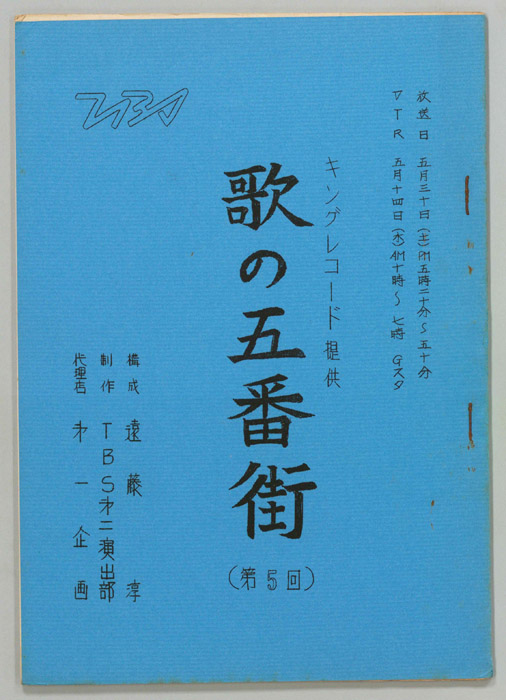 放送日 五月三十日(土)PM五時二十分～五十分
VTR 五月十四日(木)AM十時～七時 Gスタ
キングレコード 提供
歌の五番街
(第5回)
構成 遠藤 淳
制作 TBS才二演出部
代理店 才一企画
TBS